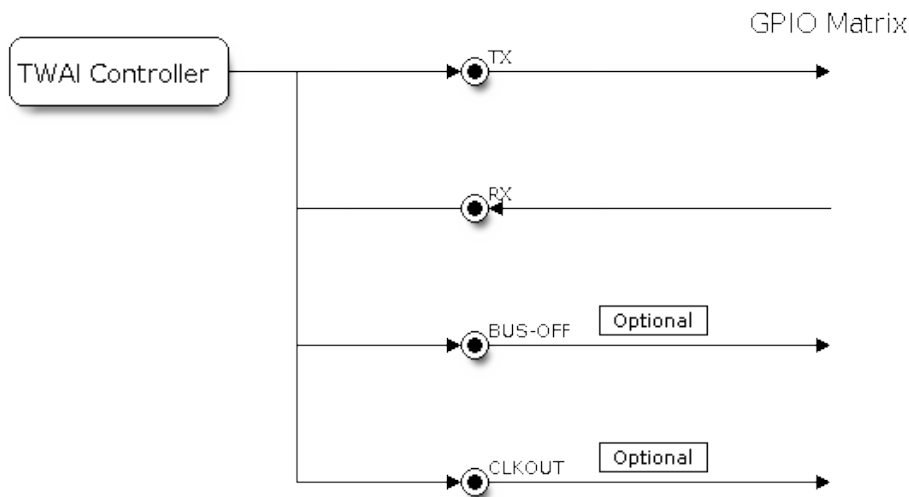 GPIO Matrix
TWAI Controller
TX
RX
BUS-OFF
Optional
CLKOUT
Optional